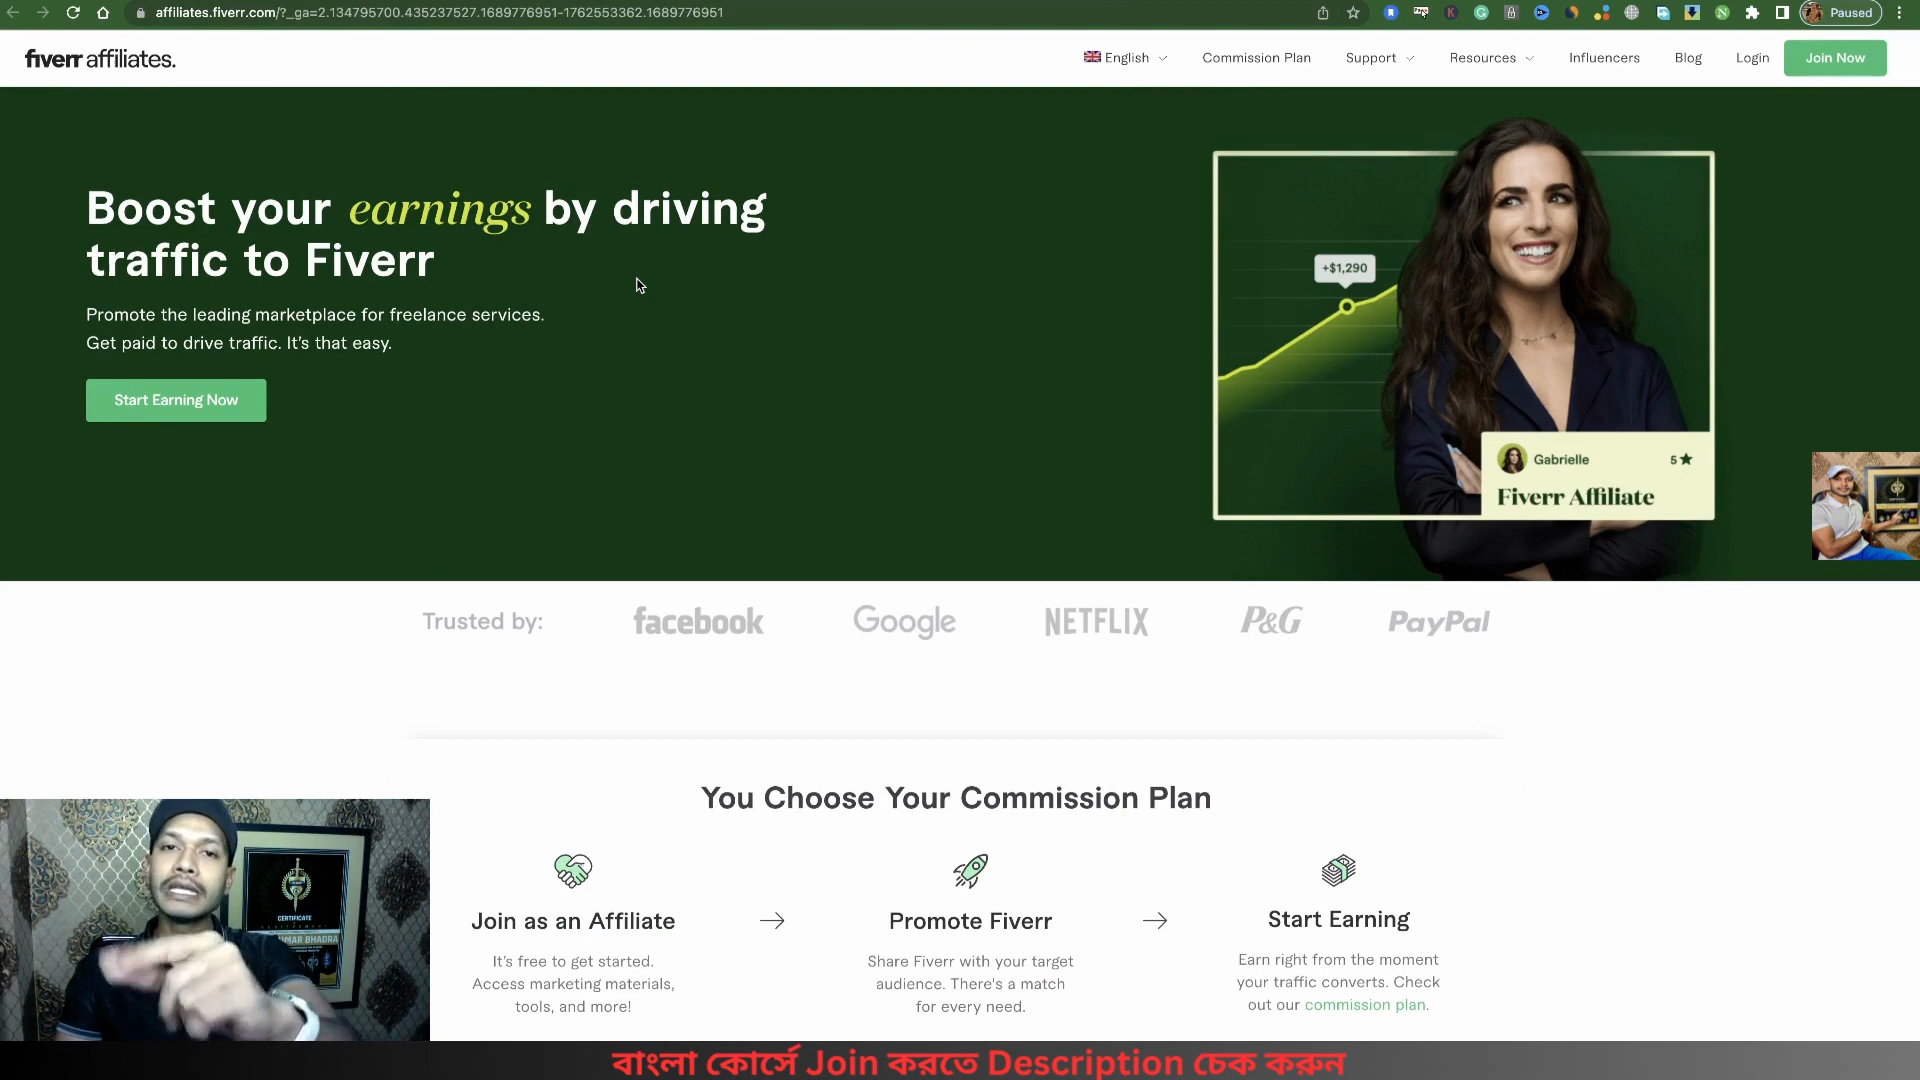 affiliates.fiverr.com/?_ga=2.134795700.435237527.1689776951-1762553362.1689776951
Paused
fiverr affiliates.
English
Commission Plan
Support
Resources
Influencers
Blog
Login
Join Now
Boost your earnings by driving
traffic to Fiverr
Promote the leading marketplace for freelance services.
Get paid to drive traffic. It's that easy.
Start Earning Now
+$1,290
Gabrielle
5★
Fiverr Affiliate
Trusted by:
facebook
Google
NETFLIX
P&G
PayPal
You Choose Your Commission Plan
Join as an Affiliate
It's free to get started.
Access marketing materials,
tools, and more!
Promote Fiverr
Share Fiverr with your target
audience. There's a match
for every need.
Start Earning
Earn right from the moment
your traffic converts. Check
out our commission plan.
CERTIFICATE
BHADRA
বাংলা কোর্সে Join করতে Description চেক করুন